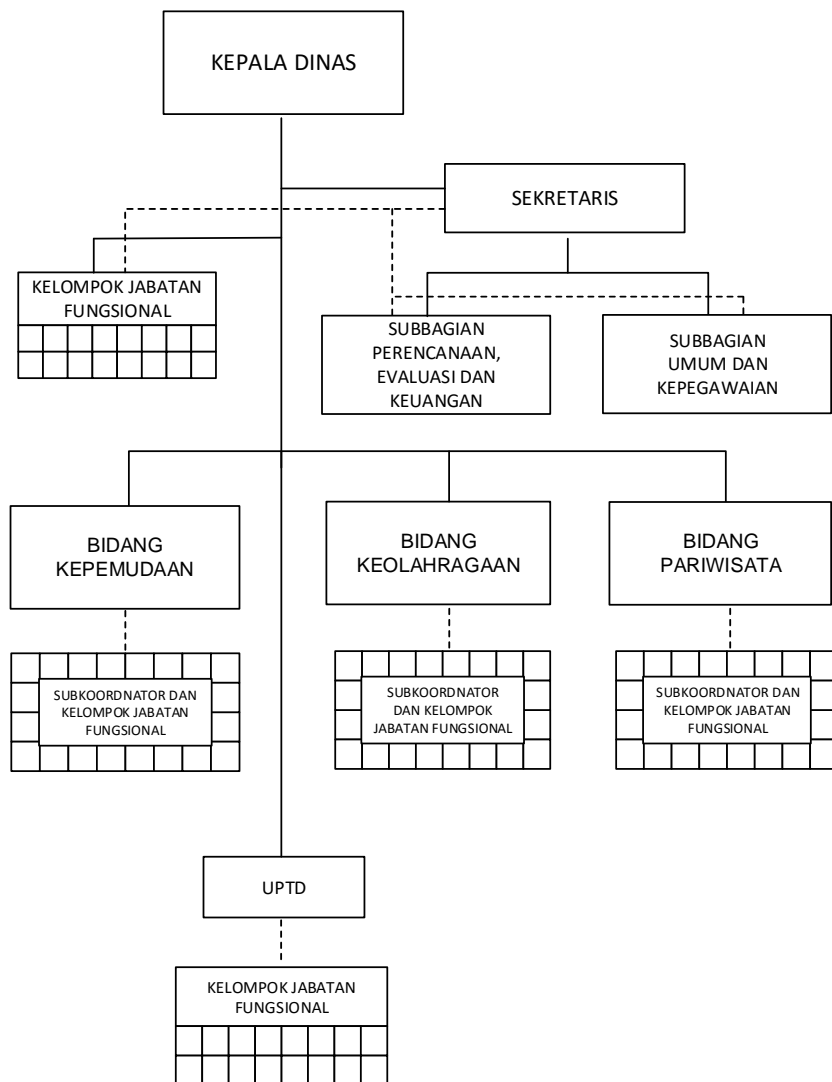 KEPALA DINAS
SEKRETARIS
KELOMPOK JABATAN
FUNGSIONAL
SUBBAGIAN
PERENCANAAN,
EVALUASI DAN
KEUANGAN
SUBBAGIAN
UMUM DAN
KEPEGAWAIAN
BIDANG
KEPEMUDAAN
BIDANG
KEOLAHRAGAAN
BIDANG
PARIWISATA
SUBKOORDNATOR DAN
KELOMPOK JABATAN
FUNGSIONAL
SUBKOORDNATOR
DAN KELOMPOK
JABATAN FUNGSIONAL
SUBKOORDNATOR DAN
KELOMPOK JABATAN
FUNGSIONAL
UPTD
KELOMPOK JABATAN
FUNGSIONAL